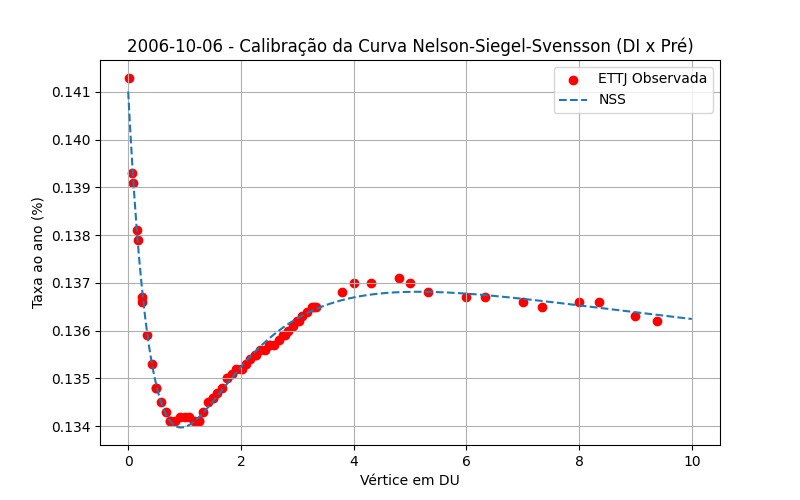 2006-10-06 - Calibração da Curva Nelson-Siegel-Svensson (DI x Pré)
ETTJ Observada
NSS
Taxa ao ano (%)
0.141
0.140
0.139
0.138
0.137
0.136
0.135
0.134
0 2 4 6 8 10
Vértice em DU